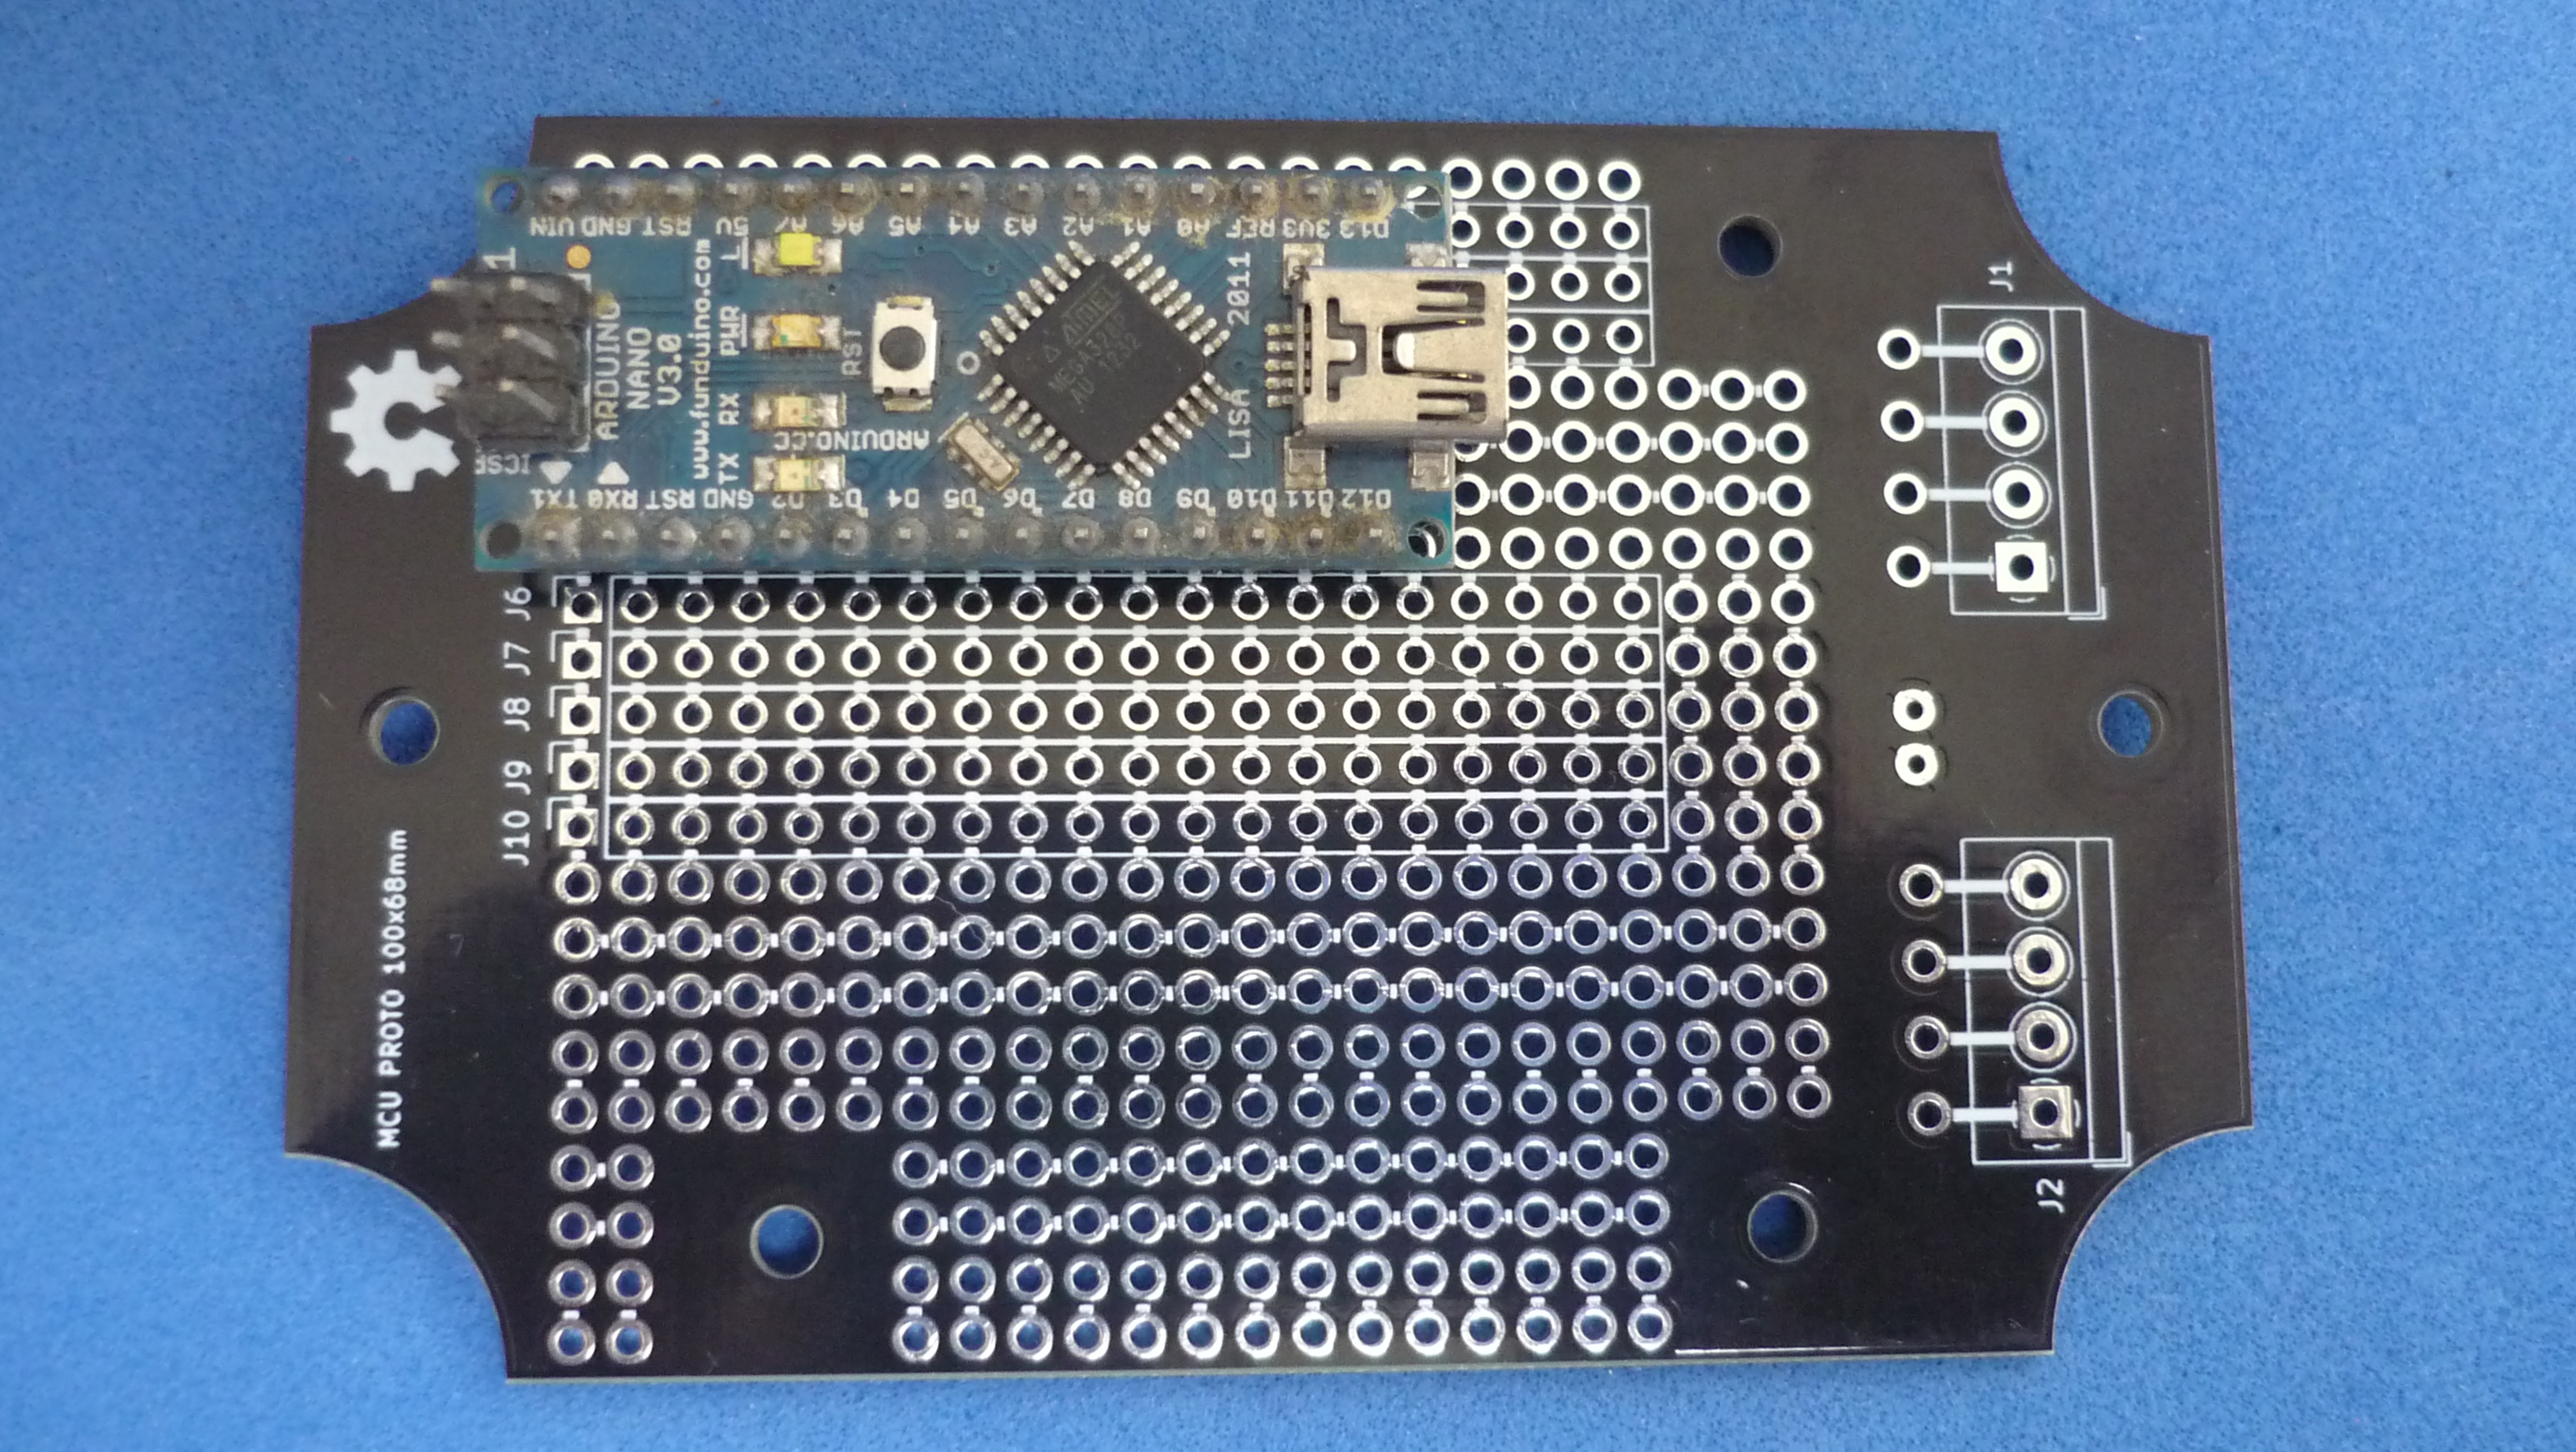 VIN GND RST 5V A7 A6 A5 A4 A3 A2 A1 A0 REF 3V3 D13
1
L
PWR
RX
TX
ARDUINO
NANO
V3.0
www.funduino.com
RST
ARDUINO.CC
ATMEL
MEGA328P
AU 1232
LISA 2011
ICSP
TX1 RX0 RST GND D2 D3 D4 D5 D6 D7 D8 D9 D10 D11 D12
J1
J6
J7
J8
J9
J10
MCU PROTO 100x68mm
J2